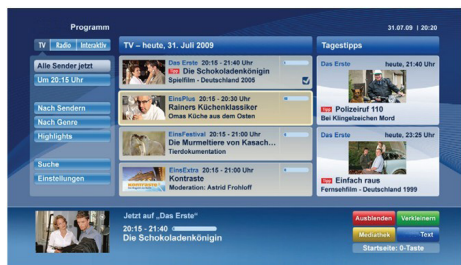 Programm
31.07.09 | 20:20
TV Radio Interaktiv
Alle Sender jetzt
Um 20:15 Uhr
Nach Sendern
Nach Genre
Highlights
Suche
Einstellungen
TV – heute, 31. Juli 2009
Das Erste 20:15 - 21:40 Uhr
Tipp Die Schokoladenkönigin
Spielfilm - Deutschland 2005
EinsPlus 20:15 - 20:30 Uhr
Rainers Küchenklassiker
Omas Küche aus dem Osten
EinsFestival 20:15 - 21:00 Uhr
Die Murmeltiere von Kasach...
Tierdokumentation
EinsExtra 20:15 - 21:00 Uhr
Kontraste
Moderation: Astrid Frohloff
Tagestipps
Das Erste heute, 21:40 Uhr
Tipp Polizeiruf 110
Bei Klingelzeichen Mord
Das Erste heute, 23:25 Uhr
Tipp Einfach raus
Fernsehfilm - Deutschland 1999
Jetzt auf „Das Erste“
20:15 - 21:40
Die Schokoladenkönigin
Ausblenden Verkleinern
Mediathek Text
Startseite: 0-Taste